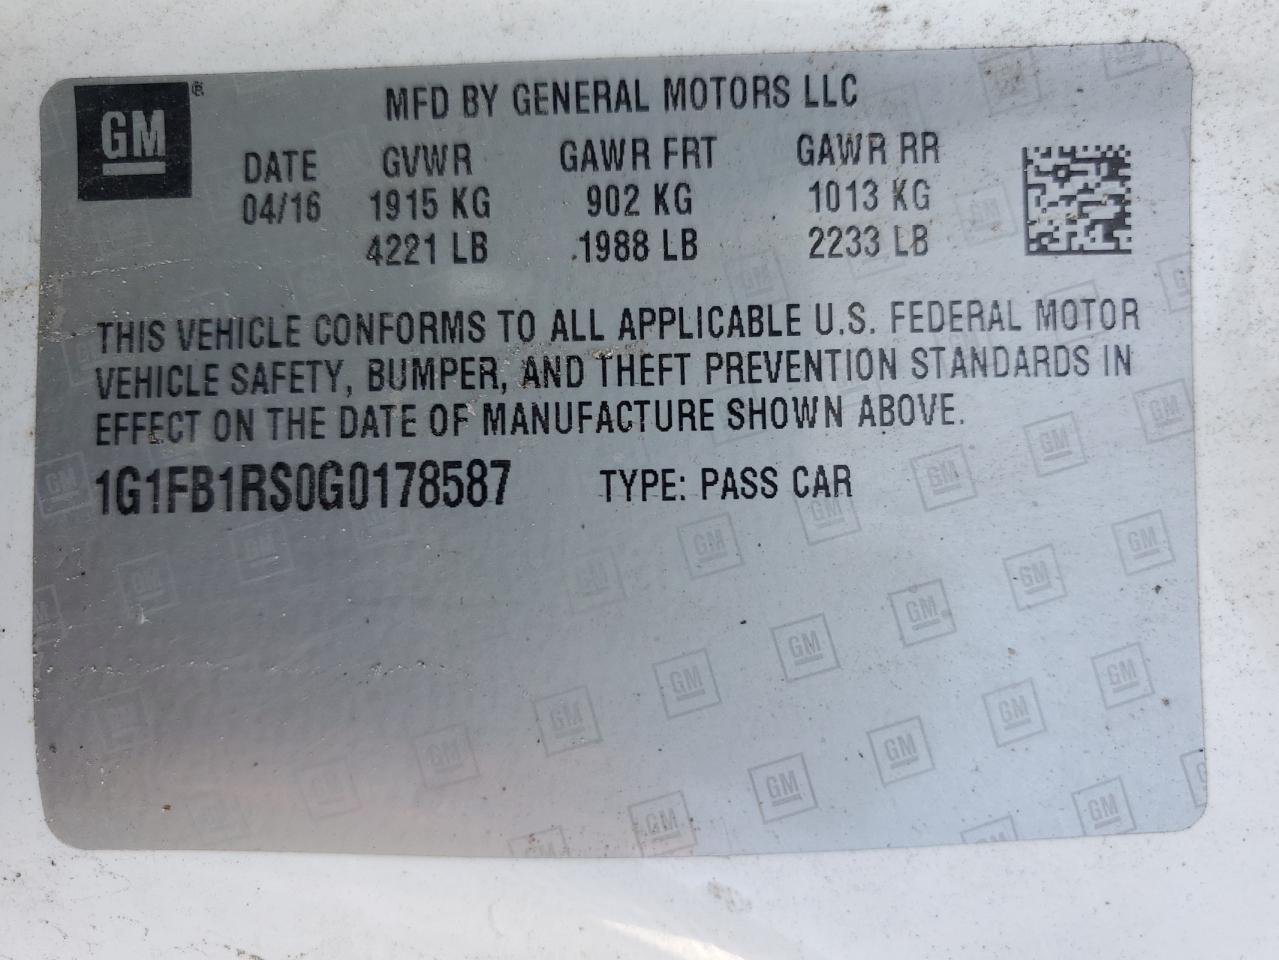 GM ®
MFD BY GENERAL MOTORS LLC
DATE GVWR GAWR FRT GAWR RR
04/16 1915 KG 902 KG 1013 KG
4221 LB 1988 LB 2233 LB
THIS VEHICLE CONFORMS TO ALL APPLICABLE U.S. FEDERAL MOTOR
VEHICLE SAFETY, BUMPER, AND THEFT PREVENTION STANDARDS IN
EFFECT ON THE DATE OF MANUFACTURE SHOWN ABOVE.
1G1FB1RS0G0178587 TYPE: PASS CAR